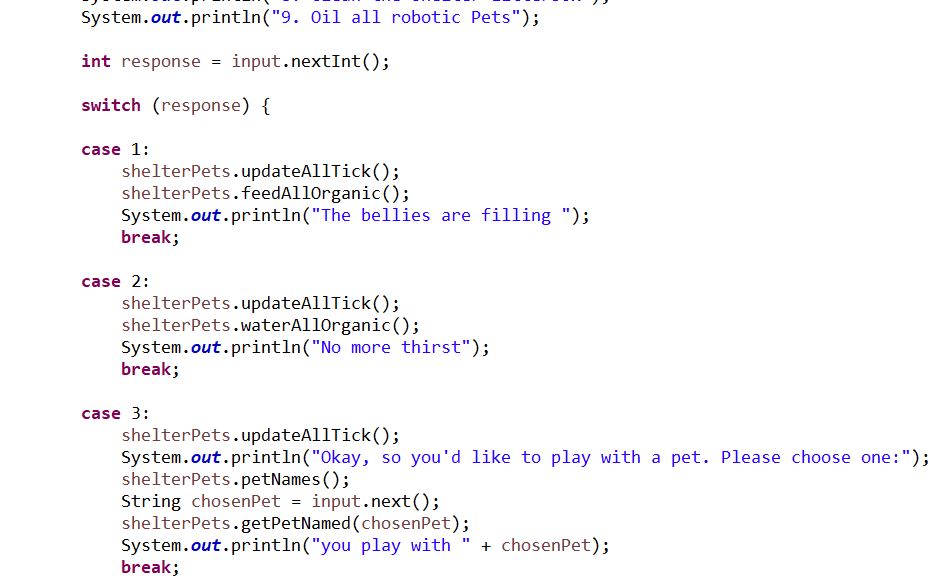 System.out.println("9. Oil all robotic Pets");
int response = input.nextInt();
switch (response) {
case 1:
shelterPets.updateAllTick();
shelterPets.feedAllOrganic();
System.out.println("The bellies are filling ");
break;
case 2:
shelterPets.updateAllTick();
shelterPets.waterAllOrganic();
System.out.println("No more thirst");
break;
case 3:
shelterPets.updateAllTick();
System.out.println("Okay, so you'd like to play with a pet. Please choose one:");
shelterPets.petNames();
String chosenPet = input.next();
shelterPets.getPetNamed(chosenPet);
System.out.println("you play with " + chosenPet);
break;